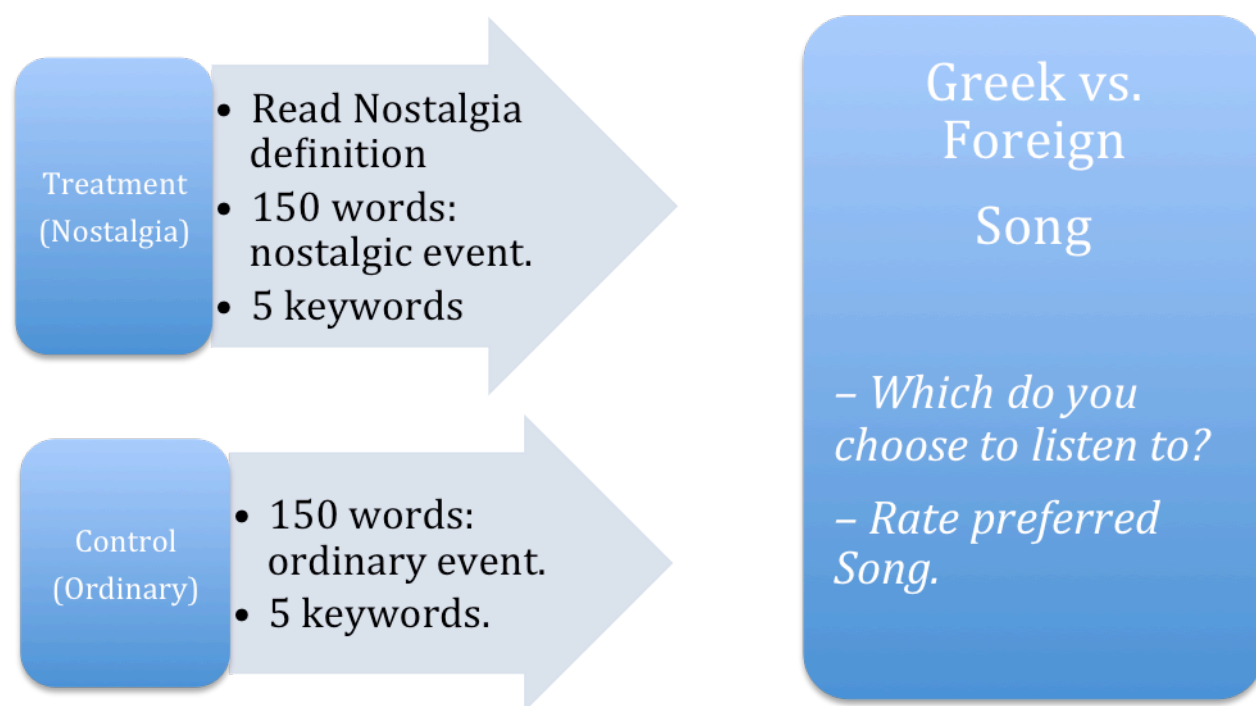 Treatment
(Nostalgia)
• Read Nostalgia
definition
• 150 words:
nostalgic event.
• 5 keywords
Control
(Ordinary)
• 150 words:
ordinary event.
• 5 keywords.
Greek vs.
Foreign
Song
– Which do you
choose to listen to?
– Rate preferred
Song.